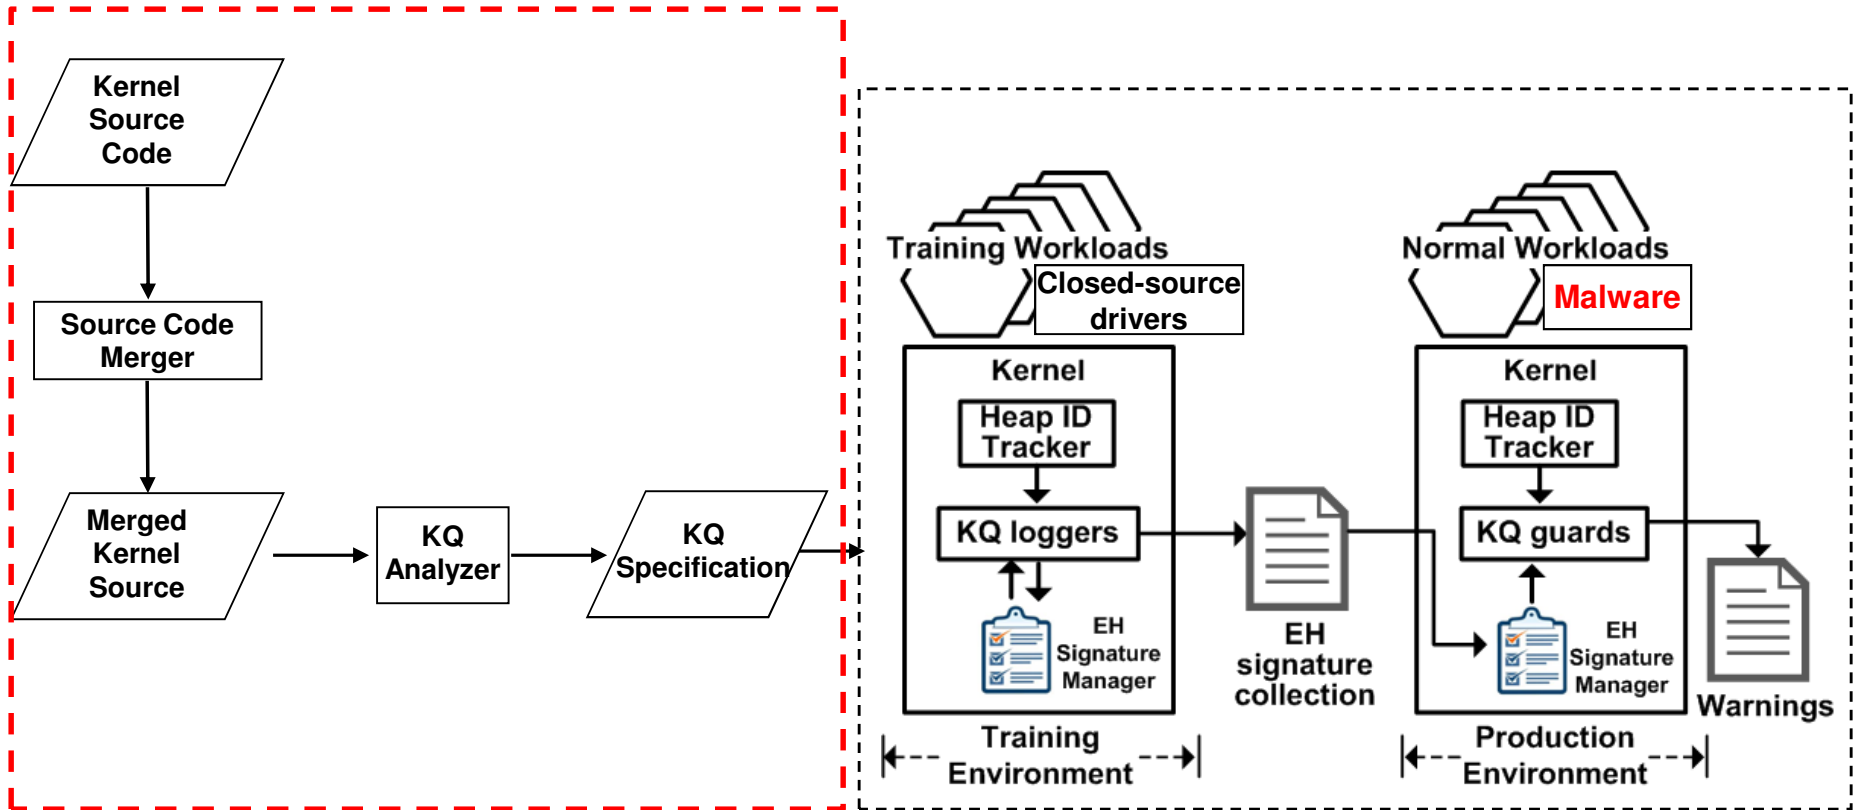 Kernel
Source
Code
Source Code
Merger
Merged
Kernel
Source
KQ
Analyzer
KQ
Specification
Training Workloads
Closed-source
drivers
Kernel
Heap ID
Tracker
KQ loggers
EH
Signature
Manager
Training
Environment
EH
signature
collection
Normal Workloads
Malware
Kernel
Heap ID
Tracker
KQ guards
EH
Signature
Manager
Production
Environment
Warnings